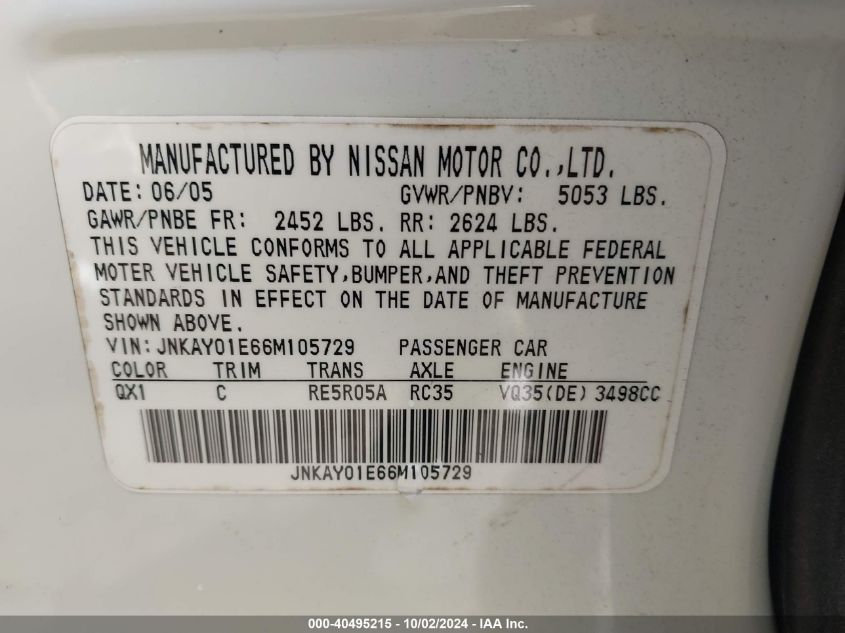 MANUFACTURED BY NISSAN MOTOR CO.,LTD.
DATE: 06/05 GVWR/PNBV: 5053 LBS.
GAWR/PNBE FR: 2452 LBS. RR: 2624 LBS.
THIS VEHICLE CONFORMS TO ALL APPLICABLE FEDERAL
MOTER VEHICLE SAFETY,BUMPER,AND THEFT PREVENTION
STANDARDS IN EFFECT ON THE DATE OF MANUFACTURE
SHOWN ABOVE.
VIN: JNKAY01E66M105729 PASSENGER CAR
COLOR TRIM TRANS AXLE ENGINE
QX1 C RE5R05A RC35 VQ35(DE) 3498CC
JNKAY01E66M105729
000-40495215 - 10/02/2024 - IAA Inc.